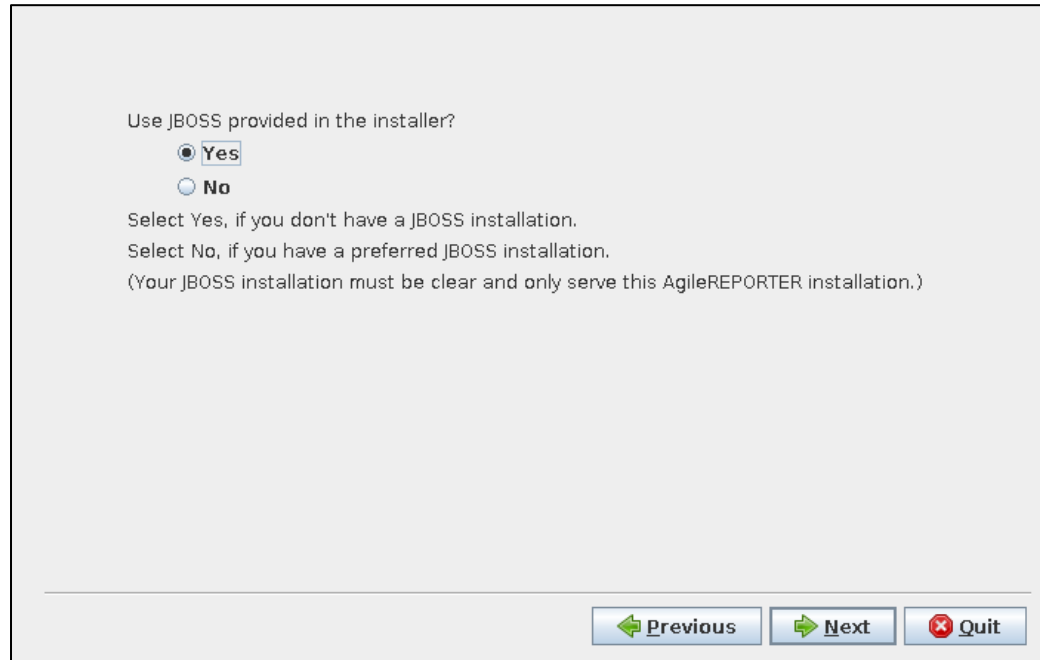 Use JBOSS provided in the installer?
Yes
No
Select Yes, if you don't have a JBOSS installation.
Select No, if you have a preferred JBOSS installation.
(Your JBOSS installation must be clear and only serve this AgileREPORTER installation.)
Previous Next Quit